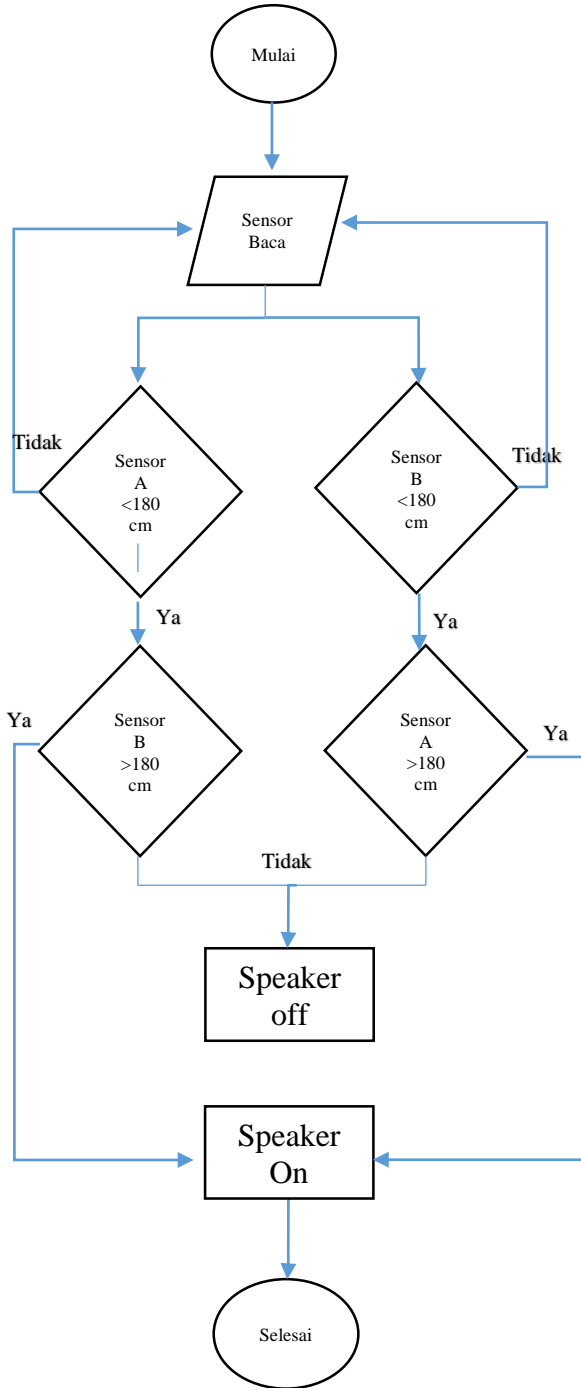 Mulai
Sensor
Baca
Tidak
Sensor
A
<180
cm
Sensor
B
<180
cm
Tidak
Ya
Ya
Ya
Sensor
B
>180
cm
Sensor
A
>180
cm
Ya
Tidak
Speaker
off
Speaker
On
Selesai